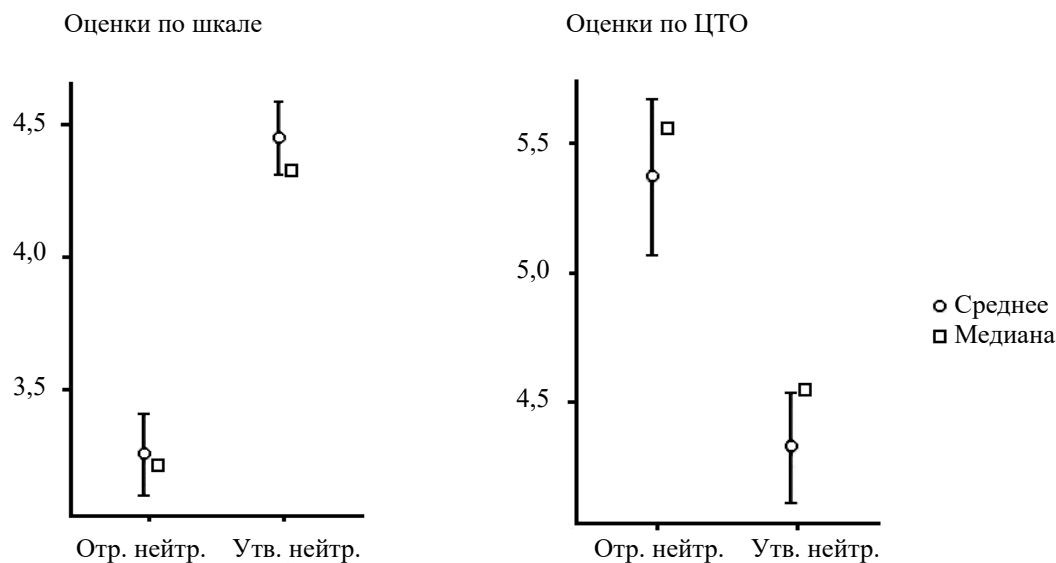 Оценки по шкале
4,5
4,0
3,5
Отр. нейтр. Утв. нейтр.
Оценки по ЦТО
5,5
5,0
4,5
Отр. нейтр. Утв. нейтр.
Среднее
Медиана